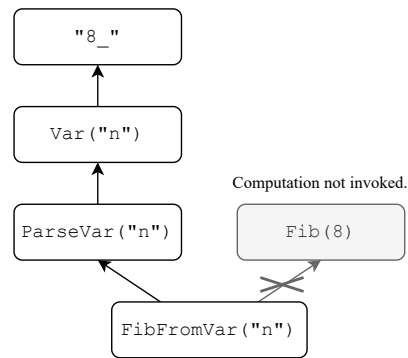 "8_"
Var("n")
Computation not invoked.
ParseVar("n")
Fib(8)
FibFromVar("n")